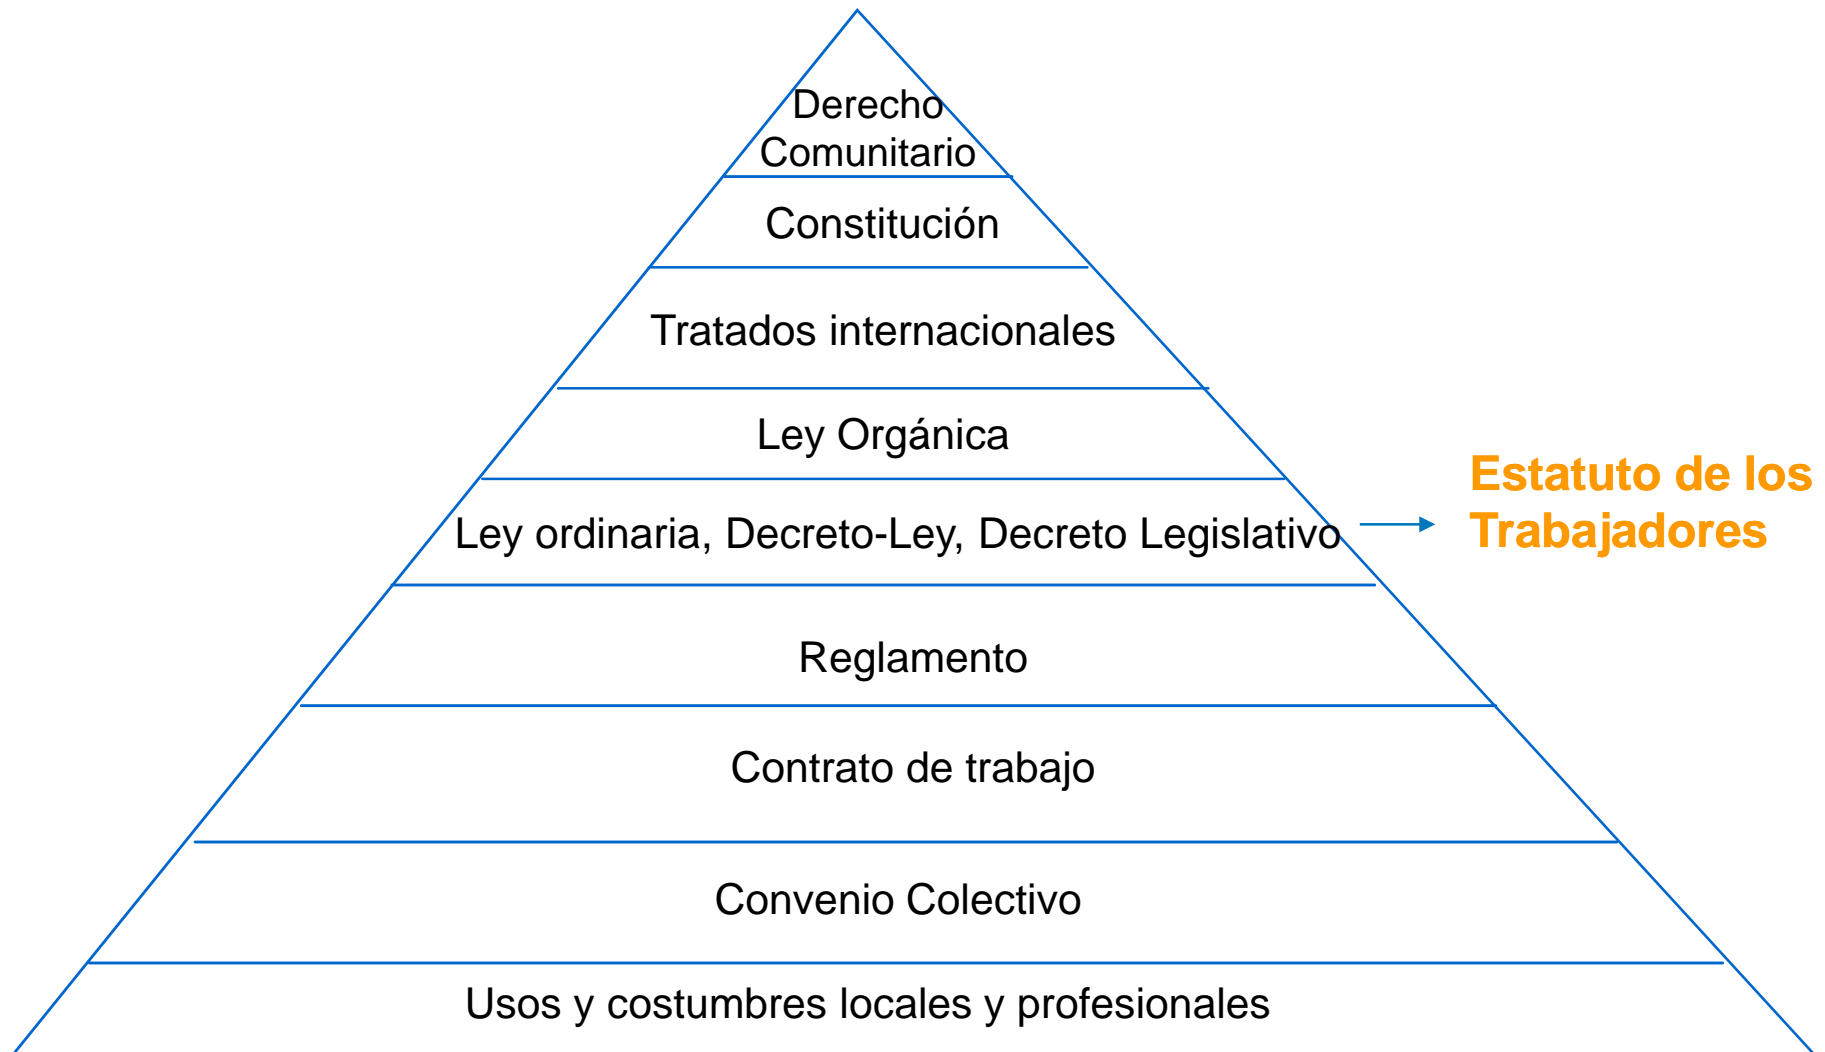 Derecho
Comunitario
Constitución
Tratados internacionales
Ley Orgánica
Ley ordinaria, Decreto-Ley, Decreto Legislativo
Estatuto de los
Trabajadores
Reglamento
Contrato de trabajo
Convenio Colectivo
Usos y costumbres locales y profesionales